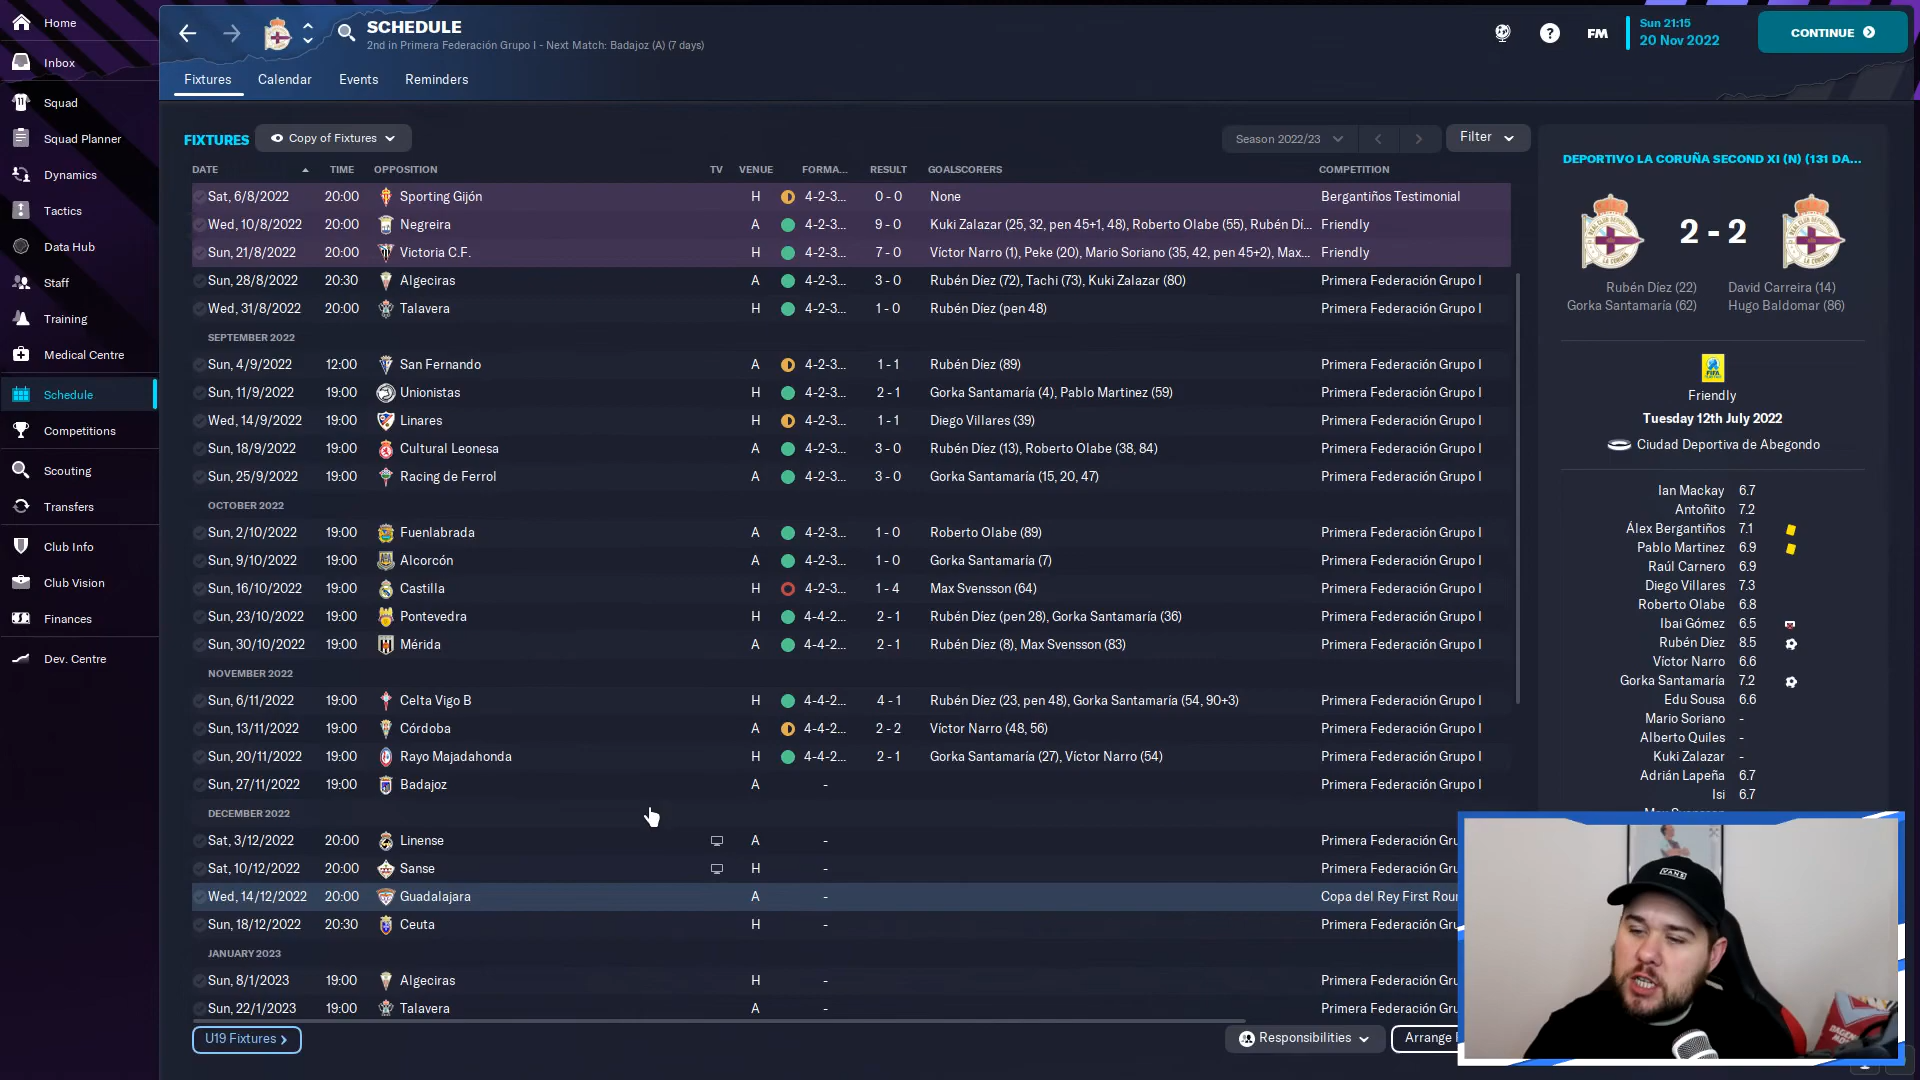 Home
Inbox
Squad
Squad Planner
Dynamics
Tactics
Data Hub
Staff
Training
Medical Centre
Schedule
Competitions
Scouting
Transfers
Club Info
Club Vision
Finances
Dev. Centre
SCHEDULE
2nd in Primera Federación Grupo I - Next Match: Badajoz (A) (7 days)
FM
Sun 21:15
20 Nov 2022
CONTINUE
Fixtures Calendar Events Reminders
FIXTURES Copy of Fixtures Season 2022/23 Filter
DATE TIME OPPOSITION TV VENUE FORMA... RESULT GOALSCORERS COMPETITION
Sat, 6/8/2022 20:00 Sporting Gijón H 4-2-3... 0 - 0 None Bergantiños Testimonial
Wed, 10/8/2022 20:00 Negreira A 4-2-3... 9 - 0 Kuki Zalazar (25, 32, pen 45+1, 48), Roberto Olabe (55), Rubén Dí... Friendly
Sun, 21/8/2022 20:00 Victoria C.F. H 4-2-3... 7 - 0 Víctor Narro (1), Peke (20), Mario Soriano (35, 42, pen 45+2), Max... Friendly
Sun, 28/8/2022 20:30 Algeciras A 4-2-3... 3 - 0 Rubén Díez (72), Tachi (73), Kuki Zalazar (80) Primera Federación Grupo I
Wed, 31/8/2022 20:00 Talavera H 4-2-3... 1 - 0 Rubén Díez (pen 48) Primera Federación Grupo I
SEPTEMBER 2022
Sun, 4/9/2022 12:00 San Fernando A 4-2-3... 1 - 1 Rubén Díez (89) Primera Federación Grupo I
Sun, 11/9/2022 19:00 Unionistas H 4-2-3... 2 - 1 Gorka Santamaría (4), Pablo Martinez (59) Primera Federación Grupo I
Wed, 14/9/2022 19:00 Linares H 4-2-3... 1 - 1 Diego Villares (39) Primera Federación Grupo I
Sun, 18/9/2022 19:00 Cultural Leonesa A 4-2-3... 3 - 0 Rubén Díez (13), Roberto Olabe (38, 84) Primera Federación Grupo I
Sun, 25/9/2022 19:00 Racing de Ferrol H 4-2-3... 3 - 0 Gorka Santamaría (15, 20, 47) Primera Federación Grupo I
OCTOBER 2022
Sun, 2/10/2022 19:00 Fuenlabrada A 4-2-3... 1 - 0 Roberto Olabe (89) Primera Federación Grupo I
Sun, 9/10/2022 19:00 Alcorcón A 4-2-3... 1 - 0 Gorka Santamaría (7) Primera Federación Grupo I
Sun, 16/10/2022 19:00 Castilla H 4-2-3... 1 - 4 Max Svensson (64) Primera Federación Grupo I
Sun, 23/10/2022 19:00 Pontevedra H 4-4-2... 2 - 1 Rubén Díez (pen 28), Gorka Santamaría (36) Primera Federación Grupo I
Sun, 30/10/2022 19:00 Mérida A 4-4-2... 2 - 1 Rubén Díez (8), Max Svensson (83) Primera Federación Grupo I
NOVEMBER 2022
Sun, 6/11/2022 19:00 Celta Vigo B H 4-4-2... 4 - 1 Rubén Díez (23, pen 48), Gorka Santamaría (54, 90+3) Primera Federación Grupo I
Sun, 13/11/2022 19:00 Córdoba A 4-4-2... 2 - 2 Víctor Narro (48, 56) Primera Federación Grupo I
Sun, 20/11/2022 19:00 Rayo Majadahonda H 4-4-2... 2 - 1 Gorka Santamaría (27), Víctor Narro (54) Primera Federación Grupo I
Sun, 27/11/2022 19:00 Badajoz A - Primera Federación Grupo I
DECEMBER 2022
Sat, 3/12/2022 20:00 Linense A - Primera Federación Gru
Sat, 10/12/2022 20:00 Sanse H - Primera Federación Gru
Wed, 14/12/2022 20:00 Guadalajara A - Copa del Rey First Rour
Sun, 18/12/2022 20:30 Ceuta H - Primera Federación Gru
JANUARY 2023
Sun, 8/1/2023 19:00 Algeciras H - Primera Federación Gru
Sun, 22/1/2023 19:00 Talavera A - Primera Federación Gru
U19 Fixtures
Responsibilities
Arrange
DEPORTIVO LA CORUÑA SECOND XI (N) (131 DA...
2 - 2
Rubén Díez (22) David Carreira (14)
Gorka Santamaría (62) Hugo Baldomar (86)
FIFA
Friendly
Tuesday 12th July 2022
Ciudad Deportiva de Abegondo
Ian Mackay 6.7
Antoñito 7.2
Álex Bergantiños 7.1
Pablo Martinez 6.9
Raúl Carnero 6.9
Diego Villares 7.3
Roberto Olabe 6.8
Ibai Gómez 6.5
Rubén Díez 8.5
Víctor Narro 6.6
Gorka Santamaría 7.2
Edu Sousa 6.6
Mario Soriano -
Alberto Quiles -
Kuki Zalazar -
Adrián Lapeña 6.7
Isi 6.7
VANS